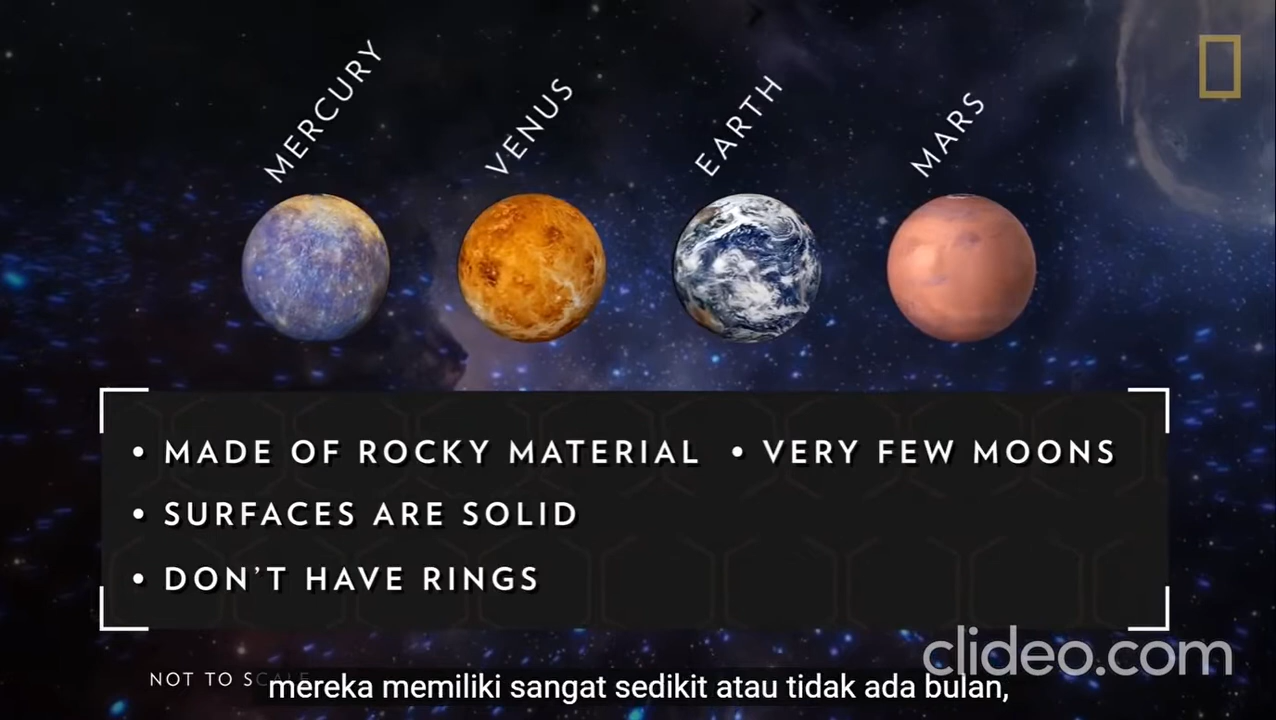 MERCURY
VENUS
EARTH
MARS
• MADE OF ROCKY MATERIAL • VERY FEW MOONS
• SURFACES ARE SOLID
• DON'T HAVE RINGS
clideo.com
NOT TO SCALE
mereka memiliki sangat sedikit atau tidak ada bulan,